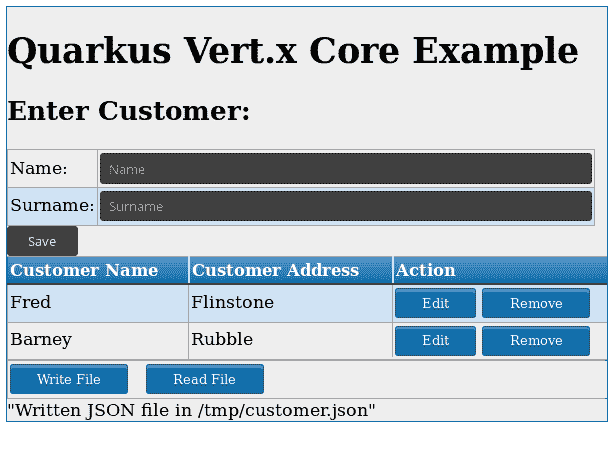 Quarkus Vert.x Core Example
Enter Customer:
Name: Name
Surname: Surname
Save
Customer Name Customer Address Action
Fred Flinstone Edit Remove
Barney Rubble Edit Remove
Write File Read File
"Written JSON file in /tmp/customer.json"